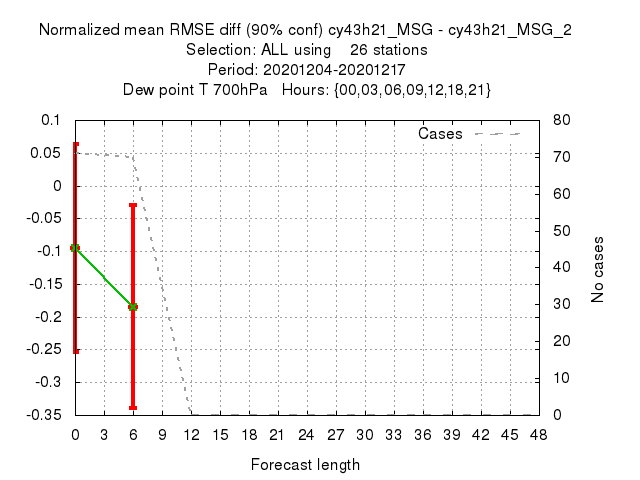 Normalized mean RMSE diff (90% conf) cy43h21_MSG - cy43h21_MSG_2
Selection: ALL using 26 stations
Period: 20201204-20201217
Dew point T 700hPa Hours: {00,03,06,09,12,18,21}
Cases
0.1
0.05
0
-0.05
-0.1
-0.15
-0.2
-0.25
-0.3
-0.35
80
70
60
50
40
30
20
10
0
No cases
0 3 6 9 12 15 18 21 24 27 30 33 36 39 42 45 48
Forecast length